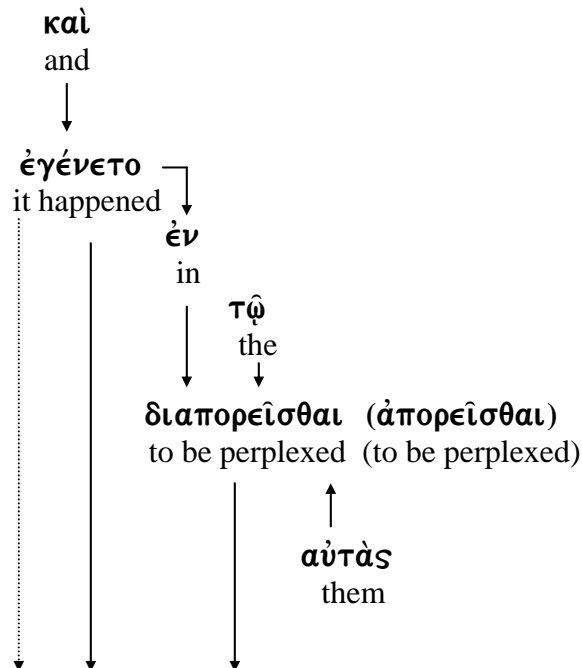 καὶ
and
ἐγένετο
it happened
ἐν
in
τῷ
the
διαπορεῖσθαι (ἀπορεῖσθαι)
to be perplexed (to be perplexed)
αὐτὰς
them